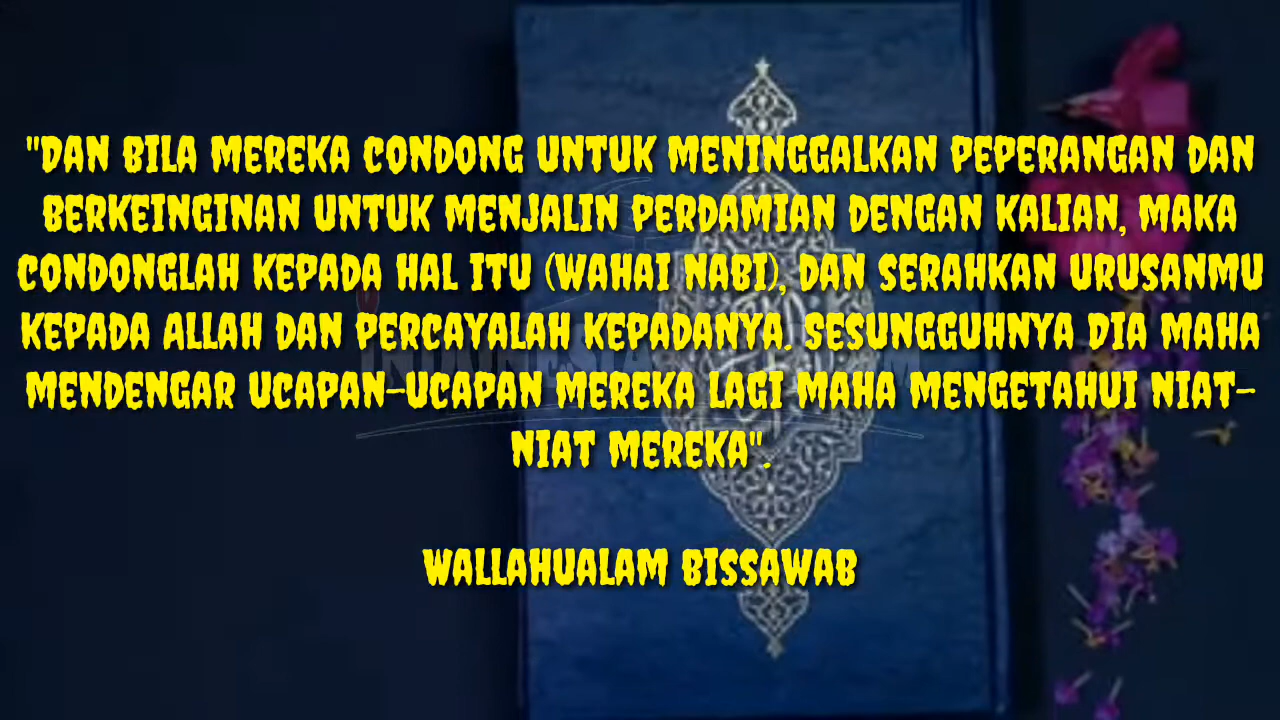 "DAN BILA MEREKA CONDONG UNTUK MENINGGALKAN PEPERANGAN DAN
BERKEINGINAN UNTUK MENJALIN PERDAMIAN DENGAN KALIAN, MAKA
CONDONGLAH KEPADA HAL ITU (WAHAI NABI), DAN SERAHKAN URUSANMU
KEPADA ALLAH DAN PERCAYALAH KEPADANYA. SESUNGGUHNYA DIA MAHA
MENDENGAR UCAPAN-UCAPAN MEREKA LAGI MAHA MENGETAHUI NIAT-
NIAT MEREKA".
WALLAHUALAM BISSAWAB